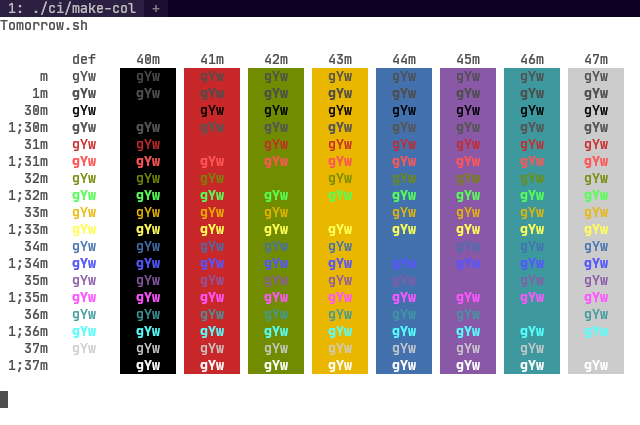 1: ./ci/make-col +
Tomorrow.sh
def 40m 41m 42m 43m 44m 45m 46m 47m
m gYw gYw gYw gYw gYw gYw gYw gYw gYw
1m gYw gYw gYw gYw gYw gYw gYw gYw gYw
30m gYw gYw gYw gYw gYw gYw gYw gYw
1;30m gYw gYw gYw gYw gYw gYw gYw gYw gYw
31m gYw gYw gYw gYw gYw gYw gYw gYw
1;31m gYw gYw gYw gYw gYw gYw gYw gYw gYw
32m gYw gYw gYw gYw gYw gYw gYw gYw
1;32m gYw gYw gYw gYw gYw gYw gYw gYw gYw
33m gYw gYw gYw gYw gYw gYw gYw gYw
1;33m gYw gYw gYw gYw gYw gYw gYw gYw gYw
34m gYw gYw gYw gYw gYw gYw gYw gYw
1;34m gYw gYw gYw gYw gYw gYw gYw gYw gYw
35m gYw gYw gYw gYw gYw gYw gYw gYw
1;35m gYw gYw gYw gYw gYw gYw gYw gYw gYw
36m gYw gYw gYw gYw gYw gYw gYw gYw
1;36m gYw gYw gYw gYw gYw gYw gYw gYw gYw
37m gYw gYw gYw gYw gYw gYw gYw gYw
1;37m gYw gYw gYw gYw gYw gYw gYw gYw